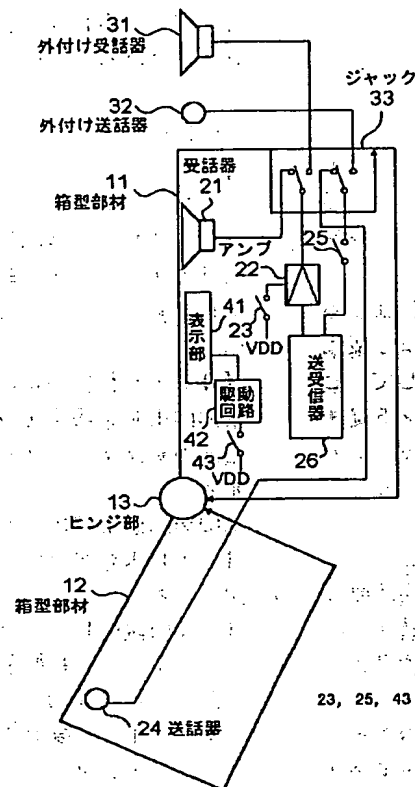 31
外付け受話器
32
外付け送話器
ジャック
33
11
箱型部材
受話器
21
アンプ
22
25
23
VDD
41
表示部
駆動
回路
42
43
VDD
送受信器
26
13
ヒンジ部
12
箱型部材
24 送話器
23, 25, 43